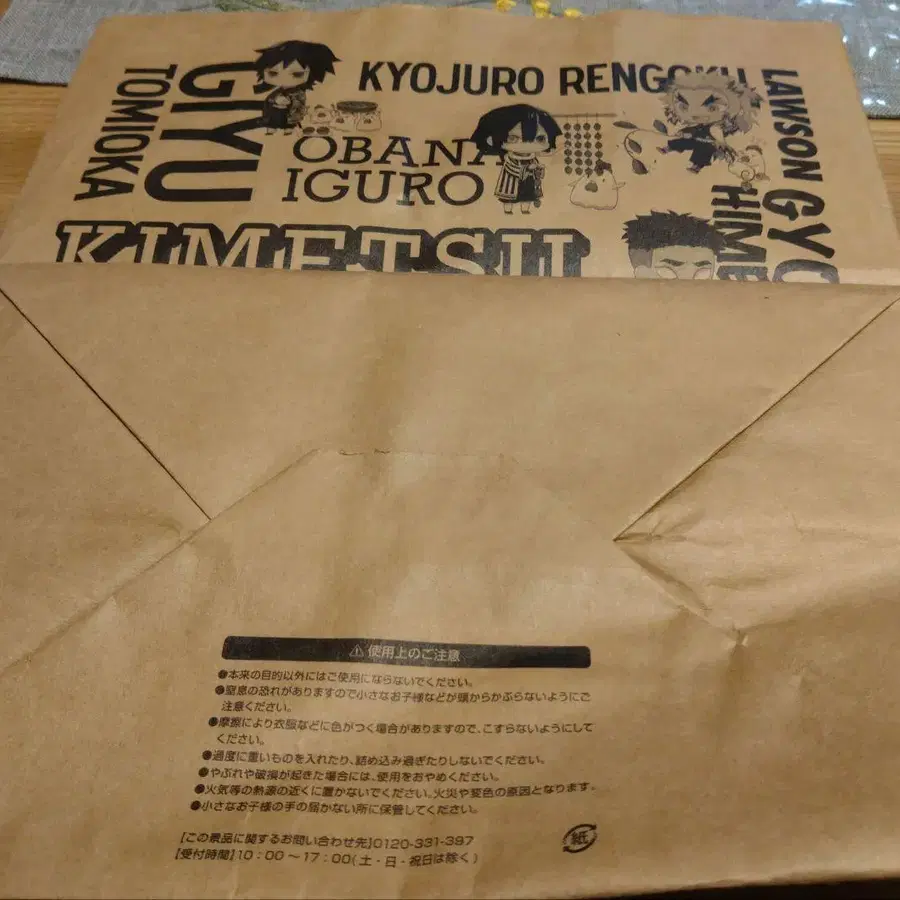 GIYU
TOMIOKA
KYOJURO RENGOKU
OBANAI
IGURO
LAWSON
GYO
HIME
KIMETSU
⚠使用上のご注意
●本来の目的以外にはご使用にならないでください。
●窒息の恐れがありますので小さなお子様などが頭からかぶらないようにご
注意ください。
●摩擦により衣服などに色がつく場合がありますので、こすらないようにして
ください。
●過度に重いものを入れたり、詰め込み過ぎたりしないでください。
●やぶれや破損が起きた場合には、使用をおやめください。
●火気等の熱源の近くに置かないでください。火災や変色の原因となります。
●小さなお子様の手の届かない所に保管してください。
[この景品に関するお問い合わせ先]0120-331-397
【受付時間】10:00～17:00(土・日・祝日は除く)
紙